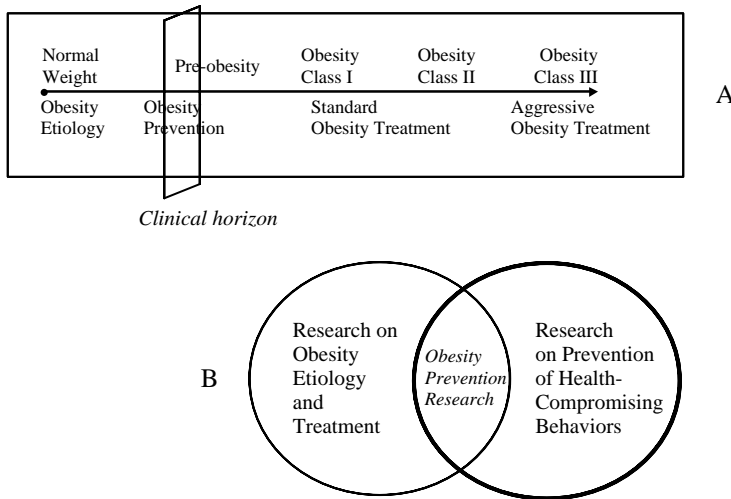 Normal
Weight
Pre-obesity
Obesity
Class I
Obesity
Class II
Obesity
Class III
Obesity
Etiology
Obesity
Prevention
Standard
Obesity Treatment
Aggressive
Obesity Treatment
A
Clinical horizon
B
Research on
Obesity
Etiology
and
Treatment
Obesity
Prevention
Research
Research
on Prevention
of Health-
Compromising
Behaviors